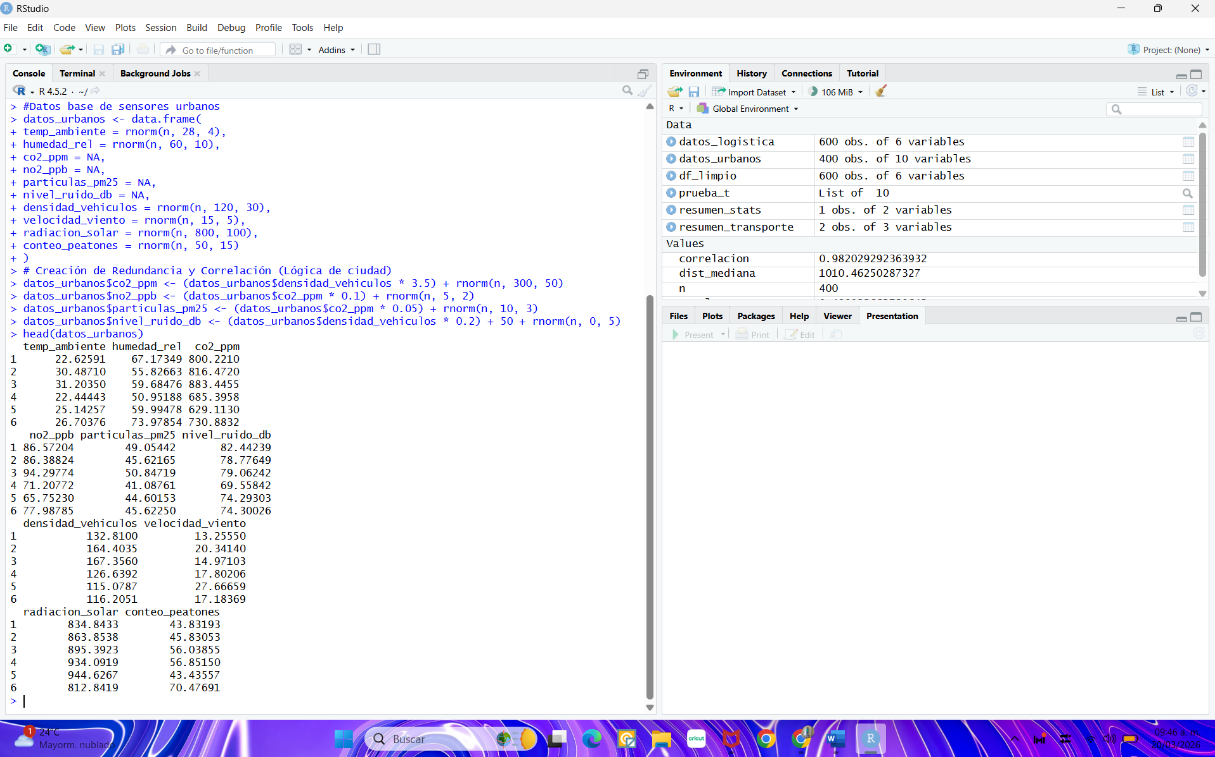 RStudio
File Edit Code View Plots Session Build Debug Profile Tools Help
Go to file/function Addins Project: (None)
Console Terminal Background Jobs
R 4.5.2 · ~/
> #Datos base de sensores urbanos
> datos_urbanos <- data.frame(
+ temp_ambiente = rnorm(n, 28, 4),
+ humedad_rel = rnorm(n, 60, 10),
+ co2_ppm = NA,
+ no2_ppb = NA,
+ particulas_pm25 = NA,
+ nivel_ruido_db = NA,
+ densidad_vehiculos = rnorm(n, 120, 30),
+ velocidad_viento = rnorm(n, 15, 5),
+ radiacion_solar = rnorm(n, 800, 100),
+ conteo_peatones = rnorm(n, 50, 15)
+ )
> # Creación de Redundancia y Correlación (Lógica de ciudad)
> datos_urbanos$co2_ppm <- (datos_urbanos$densidad_vehiculos * 3.5) + rnorm(n, 300, 50)
> datos_urbanos$no2_ppb <- (datos_urbanos$co2_ppm * 0.1) + rnorm(n, 5, 2)
> datos_urbanos$particulas_pm25 <- (datos_urbanos$co2_ppm * 0.05) + rnorm(n, 10, 3)
> datos_urbanos$nivel_ruido_db <- (datos_urbanos$densidad_vehiculos * 0.2) + 50 + rnorm(n, 0, 5)
> head(datos_urbanos)
temp_ambiente humedad_rel co2_ppm
1 22.62591 67.17349 800.2210
2 30.48710 55.82663 816.4720
3 31.20350 59.68476 883.4455
4 22.44443 50.95188 685.3958
5 25.14257 59.99478 629.1130
6 26.70376 73.97854 730.8832
no2_ppb particulas_pm25 nivel_ruido_db
1 86.57204 49.05442 82.44239
2 86.38824 45.62165 78.77649
3 94.29774 50.84719 79.06242
4 71.20772 41.08761 69.55842
5 65.75230 44.60153 74.29303
6 77.98785 45.62250 74.30026
densidad_vehiculos velocidad_viento
1 132.8100 13.25550
2 164.4035 20.34140
3 167.3560 14.97103
4 126.6392 17.80206
5 115.0787 27.66659
6 116.2051 17.18369
radiacion_solar conteo_peatones
1 834.8433 43.83193
2 863.8538 45.83053
3 895.3923 56.03855
4 934.0919 56.85150
5 944.6267 43.43557
6 812.8419 70.47691
>
Environment History Connections Tutorial
Import Dataset 106 MiB List
R Global Environment
Data
datos_logistica 600 obs. of 6 variables
datos_urbanos 400 obs. of 10 variables
df_limpio 600 obs. of 6 variables
prueba_t List of 10
resumen_stats 1 obs. of 2 variables
resumen_transporte 2 obs. of 3 variables
Values
correlacion 0.982029292363932
dist_mediana 1010.46250287327
n 400
Files Plots Packages Help Viewer Presentation
Present Print Edit
1
24°C
Mayorm. nublado
Buscar
cricut